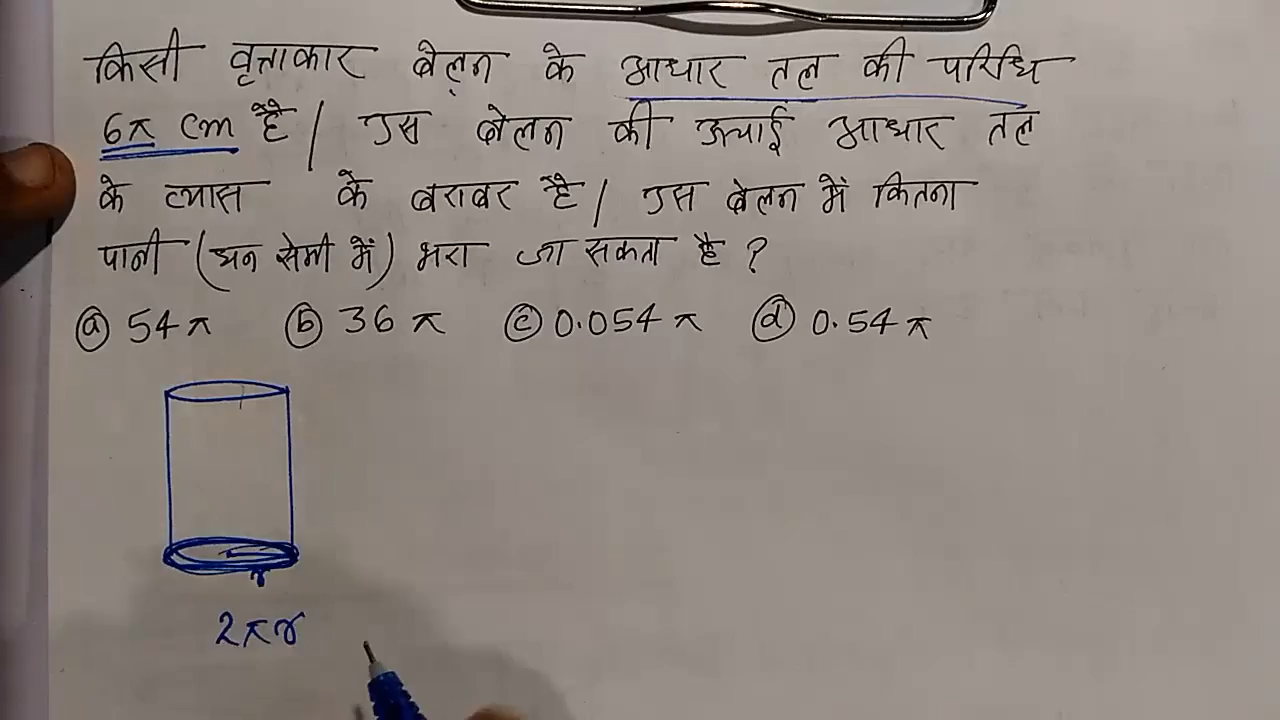 किसी वृत्ताकार बेलन के आधार तल की परिधि
6π cm है / उस बेलन की ऊचाई आधार तल
के व्यास के बराबर है / उस बेलन में कितना
पानी (घन सेमी में) भरा जा सकता है ?
ⓐ 54π ⓑ 36π ⓒ 0.054π ⓓ 0.54π
r
2πr